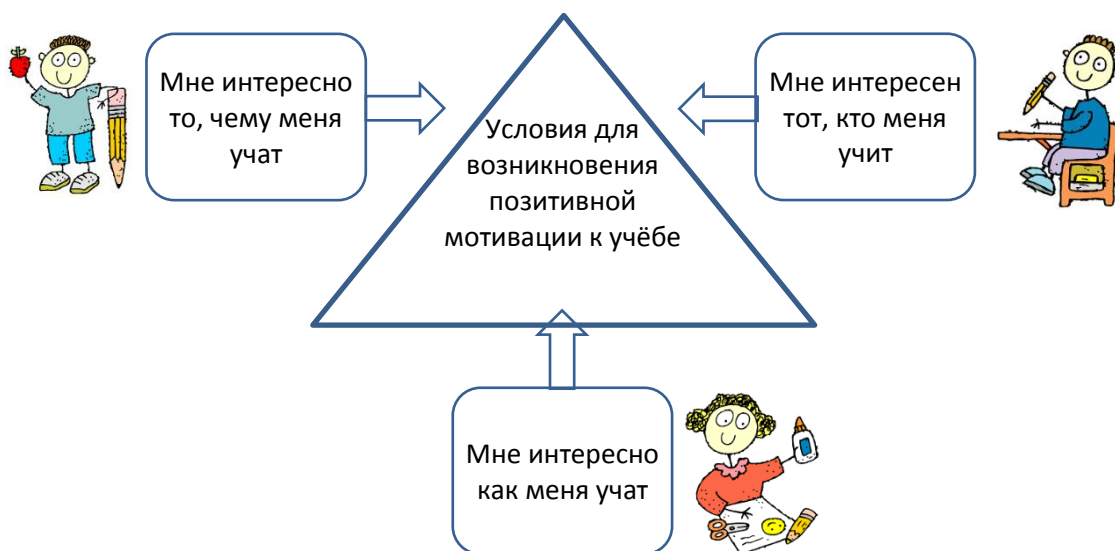 Мне интересно
то, чему меня
учат
Условия для
возникновения
позитивной
мотивации к учёбе
Мне интересен
тот, кто меня
учит
Мне интересно
как меня учат